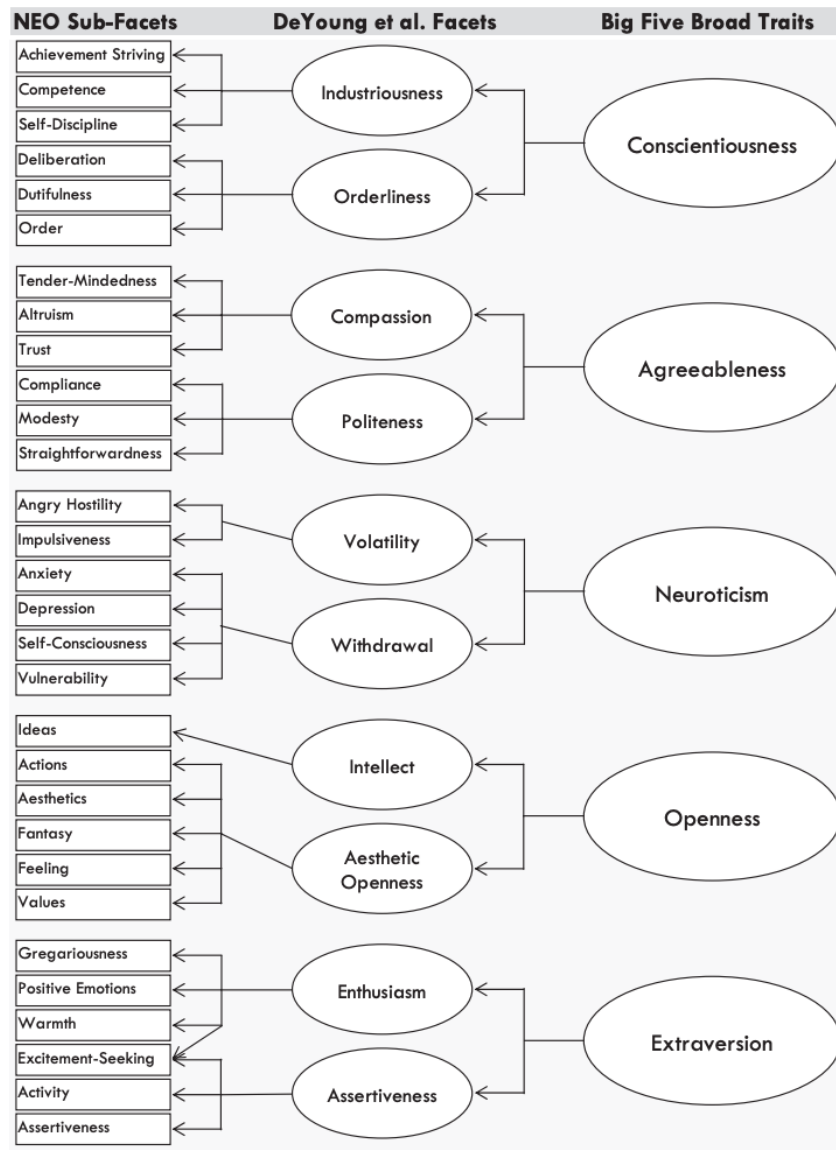 NEO Sub-Facets DeYoung et al. Facets Big Five Broad Traits
Achievement Striving
Competence
Self-Discipline
Deliberation
Dutifulness
Order
Industriousness
Orderliness
Conscientiousness
Tender-Mindedness
Altruism
Trust
Compliance
Modesty
Straightforwardness
Compassion
Politeness
Agreeableness
Angry Hostility
Impulsiveness
Anxiety
Depression
Self-Consciousness
Vulnerability
Volatility
Withdrawal
Neuroticism
Ideas
Actions
Aesthetics
Fantasy
Feeling
Values
Intellect
Aesthetic
Openness
Openness
Gregariousness
Positive Emotions
Warmth
Excitement-Seeking
Activity
Assertiveness
Enthusiasm
Assertiveness
Extraversion